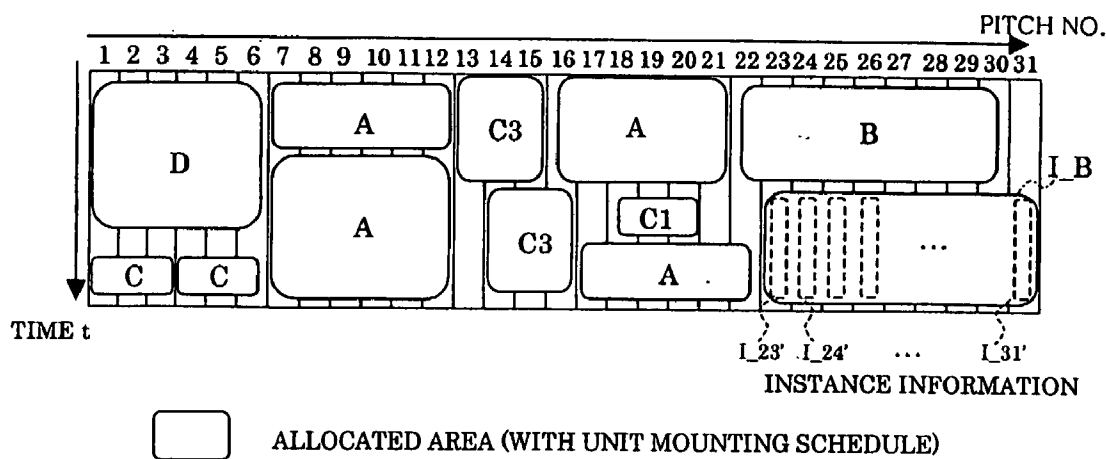 PITCH NO.
1 2 3 4 5 6 7 8 9 10 11 12 13 14 15 16 17 18 19 20 21 22 23 24 25 26 27 28 29 30 31
A C3 A B
D
I_B
A C3 C1 ...
C C A
TIME t
I_23' I_24' ... I_31'
INSTANCE INFORMATION
ALLOCATED AREA (WITH UNIT MOUNTING SCHEDULE)